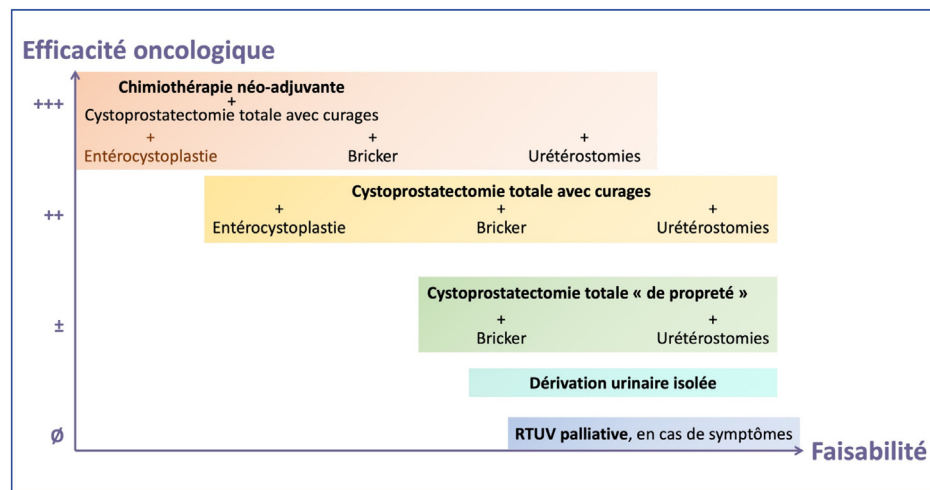 Efficacité oncologique
+++
Chimiothérapie néo-adjuvante
+
Cystoprostatectomie totale avec curages
+ + +
Entérocystoplastie Bricker Urétérostomies
++
Cystoprostatectomie totale avec curages
+ + +
Entérocystoplastie Bricker Urétérostomies
±
Cystoprostatectomie totale « de propreté »
+ +
Bricker Urétérostomies
Dérivation urinaire isolée
Ø
RTUV palliative, en cas de symptômes
Faisabilité